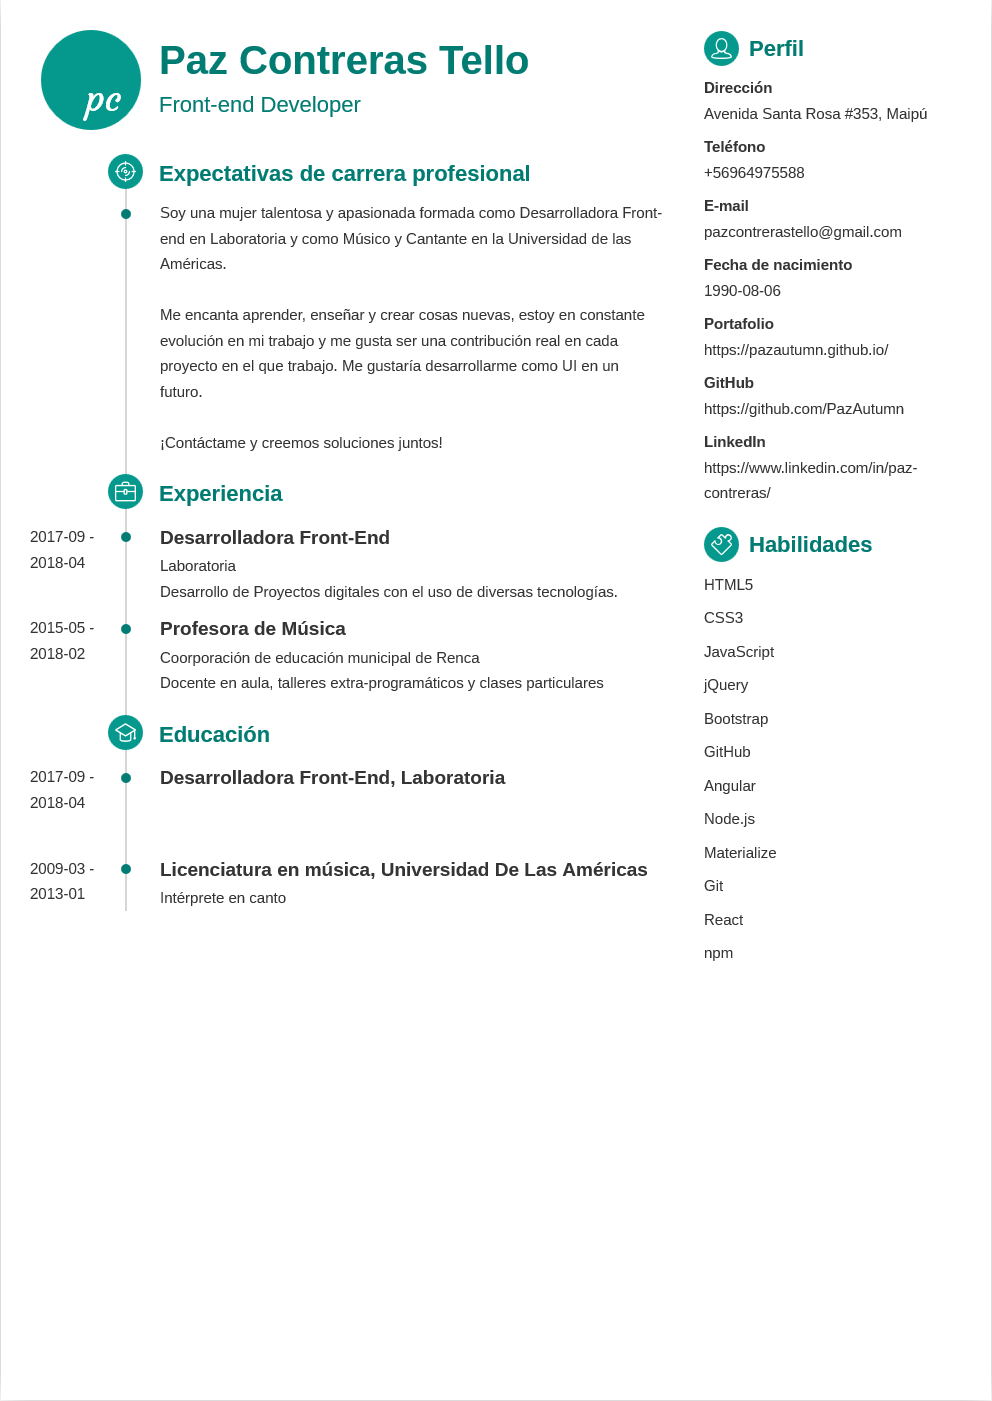 pc
Paz Contreras Tello
Front-end Developer
Expectativas de carrera profesional
Soy una mujer talentosa y apasionada formada como Desarrolladora Front-
end en Laboratoria y como Músico y Cantante en la Universidad de las
Américas.
Me encanta aprender, enseñar y crear cosas nuevas, estoy en constante
evolución en mi trabajo y me gusta ser una contribución real en cada
proyecto en el que trabajo. Me gustaría desarrollarme como UI en un
futuro.
¡Contáctame y creemos soluciones juntos!
Experiencia
2017-09 -
2018-04
Desarrolladora Front-End
Laboratoria
Desarrollo de Proyectos digitales con el uso de diversas tecnologías.
2015-05 -
2018-02
Profesora de Música
Coorporación de educación municipal de Renca
Docente en aula, talleres extra-programáticos y clases particulares
Educación
2017-09 -
2018-04
Desarrolladora Front-End, Laboratoria
2009-03 -
2013-01
Licenciatura en música, Universidad De Las Américas
Intérprete en canto
Perfil
Dirección
Avenida Santa Rosa #353, Maipú
Teléfono
+56964975588
E-mail
pazcontrerastello@gmail.com
Fecha de nacimiento
1990-08-06
Portafolio
https://pazautumn.github.io/
GitHub
https://github.com/PazAutumn
LinkedIn
https://www.linkedin.com/in/paz-
contreras/
Habilidades
HTML5
CSS3
JavaScript
jQuery
Bootstrap
GitHub
Angular
Node.js
Materialize
Git
React
npm